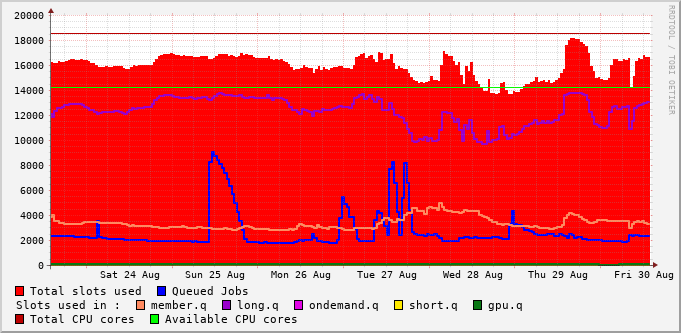 20000
18000
16000
14000
12000
10000
8000
6000
4000
2000
0
Sat 24 Aug Sun 25 Aug Mon 26 Aug Tue 27 Aug Wed 28 Aug Thu 29 Aug Fri 30 Aug
Total slots used Queued Jobs
Slots used in : member.q long.q ondemand.q short.q gpu.q
Total CPU cores Available CPU cores
RRDTOOL / TOBI OETIKER